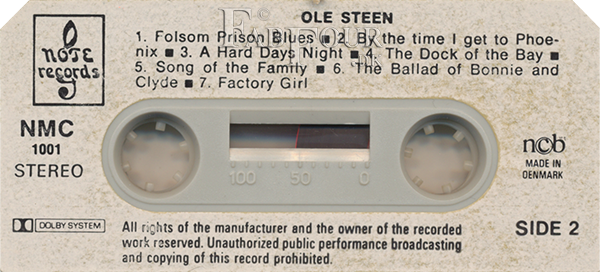 OLE STEEN
1. Folsom Prison Blues ■ 2. By the time I get to Phoe-
nix ■ 3. A Hard Days Night ■ 4. The Dock of the Bay ■
5. Song of the Family ■ 6. The Ballad of Bonnie and
Clyde ■ 7. Factory Girl
NOTE
records
NMC
1001
STEREO
100 50 0
ncb
MADE IN
DENMARK
DOLBY SYSTEM
All rights of the manufacturer and the owner of the recorded
work reserved. Unauthorized public performance broadcasting
and copying of this record prohibited.
SIDE 2